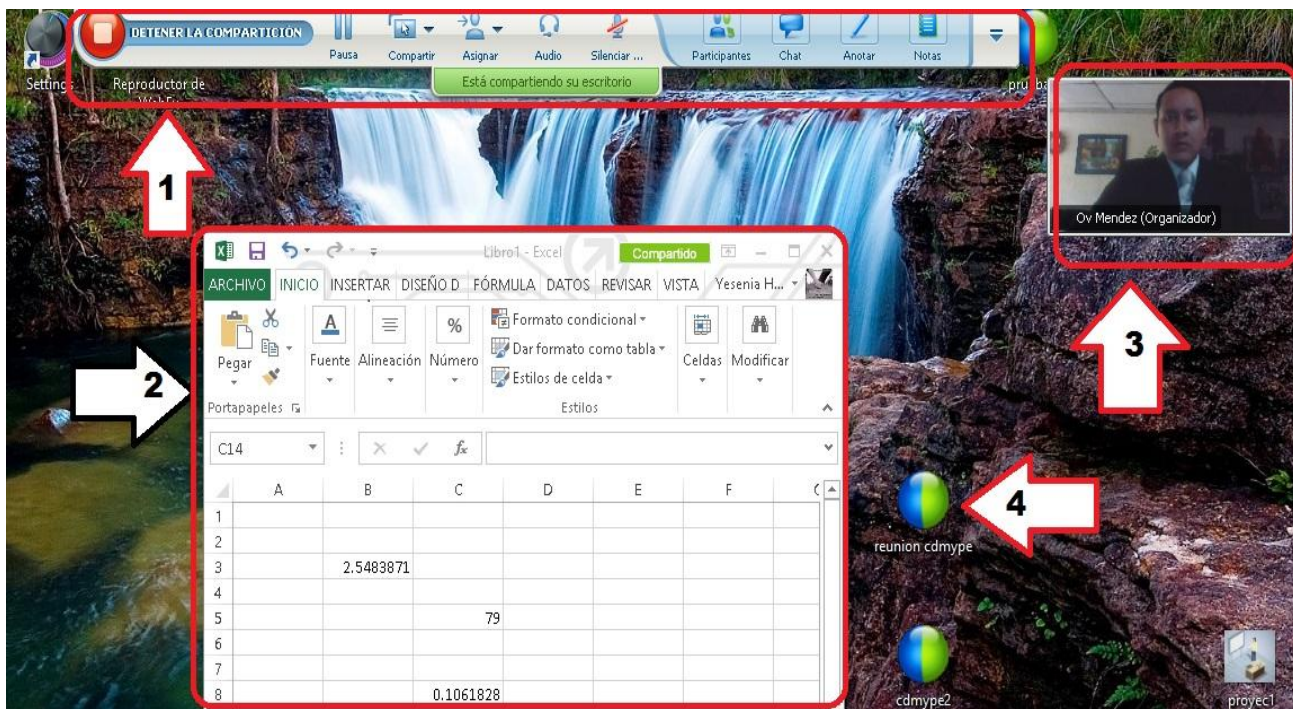 DETENER LA COMPARTICIÓN
Pausa
Compartir
Asignar
Audio
Silenciar ...
Participantes
Chat
Anotar
Notas
Está compartiendo su escritorio
Settings
Reproductor de
1
Ov Mendez (Organizador)
3
Libro1 - Excel
Compartido
ARCHIVO INICIO INSERTAR DISEÑO D FÓRMULA DATOS REVISAR VISTA Yesenia H...
Pegar
Fuente
Alineación
%
Número
Formato condicional
Dar formato como tabla
Estilos de celda
Celdas
Modificar
Portapapeles
Estilos
2
C14
fx
A B C D E F
1
2
3 2.5483871
4
5 79
6
7
8 0.1061828
4
reunion cdmype
cdmype2
proyec1